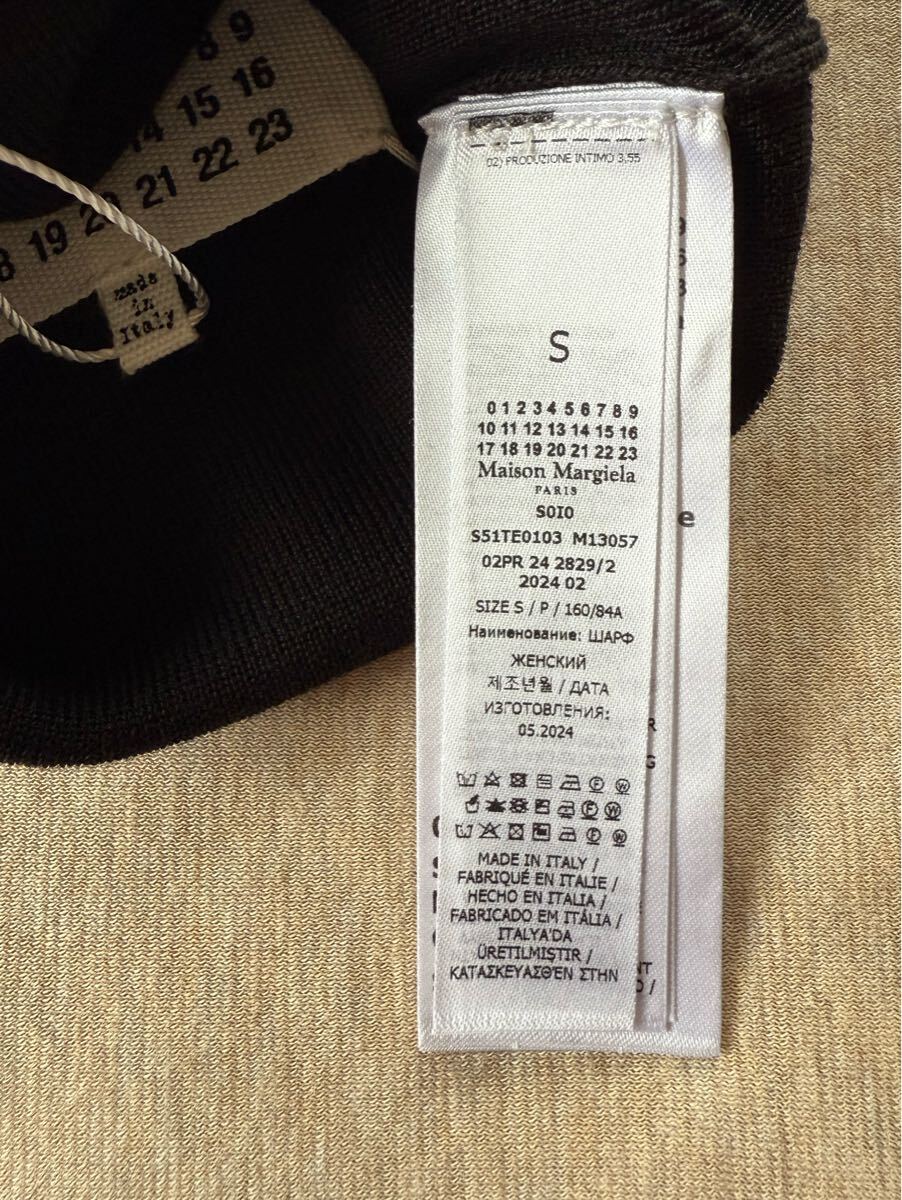 8 9
14 15 16
20 21 22 23
8 19
made
in
Italy
02) PRODUZIONE INTIMO 3,55
S
0 1 2 3 4 5 6 7 8 9
10 11 12 13 14 15 16
17 18 19 20 21 22 23
Maison Margiela
PARIS
S0I0
S51TE0103 M13057
02PR 24 2829/2
2024 02
SIZE S / P / 160/84A
Наименование: ШАРФ
ЖЕНСКИЙ
제조년월 / ДАТА
ИЗГОТОВЛЕНИЯ:
05.2024
MADE IN ITALY /
FABRIQUÉ EN ITALIE /
HECHO EN ITALIA /
FABRICADO EM ITÁLIA /
ITALYA'DA
ÜRETILMIŞTIR /
ΚΑΤΑΣΚΕΥΑΣΘΈΝ ΣΤΗΝ
e
R
G
NT
O /